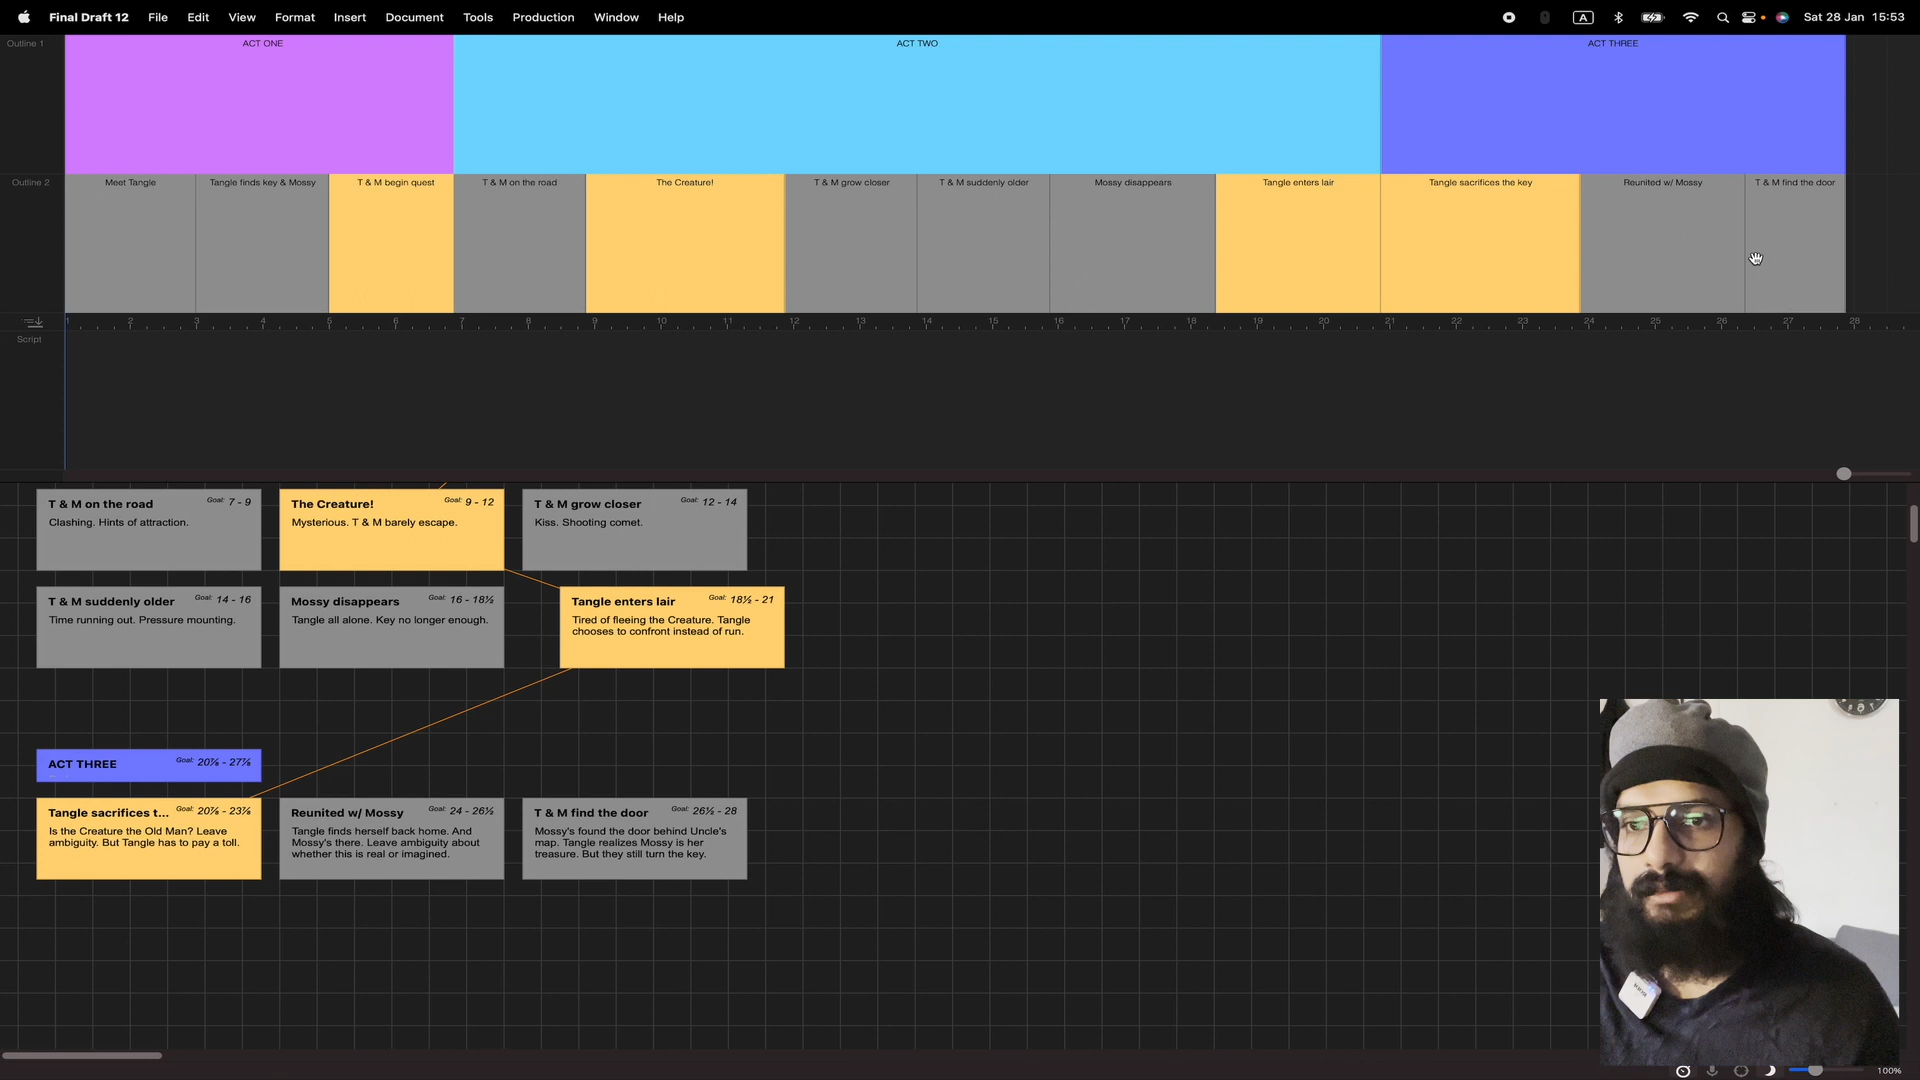 Final Draft 12 File Edit View Format Insert Document Tools Production Window Help A Sat 28 Jan 15:53
Outline 1 ACT ONE ACT TWO ACT THREE
Outline 2 Meet Tangle Tangle finds key & Mossy T & M begin quest T & M on the road The Creature! T & M grow closer T & M suddenly older Mossy disappears Tangle enters lair Tangle sacrifices the key Reunited w/ Mossy T & M find the door
1 2 3 4 5 6 7 8 9 10 11 12 13 14 15 16 17 18 19 20 21 22 23 24 25 26 27 28
Script
T & M on the road Goal: 7 - 9
Clashing. Hints of attraction.
The Creature! Goal: 9 - 12
Mysterious. T & M barely escape.
T & M grow closer Goal: 12 - 14
Kiss. Shooting comet.
T & M suddenly older Goal: 14 - 16
Time running out. Pressure mounting.
Mossy disappears Goal: 16 - 18½
Tangle all alone. Key no longer enough.
Tangle enters lair Goal: 18½ - 21
Tired of fleeing the Creature. Tangle
chooses to confront instead of run.
ACT THREE Goal: 20⅞ - 27⅞
Tangle sacrifices t... Goal: 20⅞ - 23⅞
Is the Creature the Old Man? Leave
ambiguity. But Tangle has to pay a toll.
Reunited w/ Mossy Goal: 24 - 26½
Tangle finds herself back home. And
Mossy's there. Leave ambiguity about
whether this is real or imagined.
T & M find the door Goal: 26½ - 28
Mossy's found the door behind Uncle's
map. Tangle realizes Mossy is her
treasure. But they still turn the key.
100%